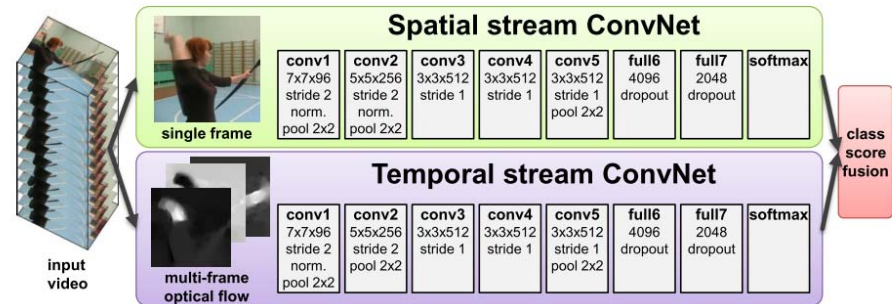 input
video
Spatial stream ConvNet
single frame
conv1
7x7x96
stride 2
norm.
pool 2x2
conv2
5x5x256
stride 2
norm.
pool 2x2
conv3
3x3x512
stride 1
conv4
3x3x512
stride 1
conv5
3x3x512
stride 1
pool 2x2
full6
4096
dropout
full7
2048
dropout
softmax
Temporal stream ConvNet
multi-frame
optical flow
conv1
7x7x96
stride 2
norm.
pool 2x2
conv2
5x5x256
stride 2
pool 2x2
conv3
3x3x512
stride 1
conv4
3x3x512
stride 1
conv5
3x3x512
stride 1
pool 2x2
full6
4096
dropout
full7
2048
dropout
softmax
class
score
fusion